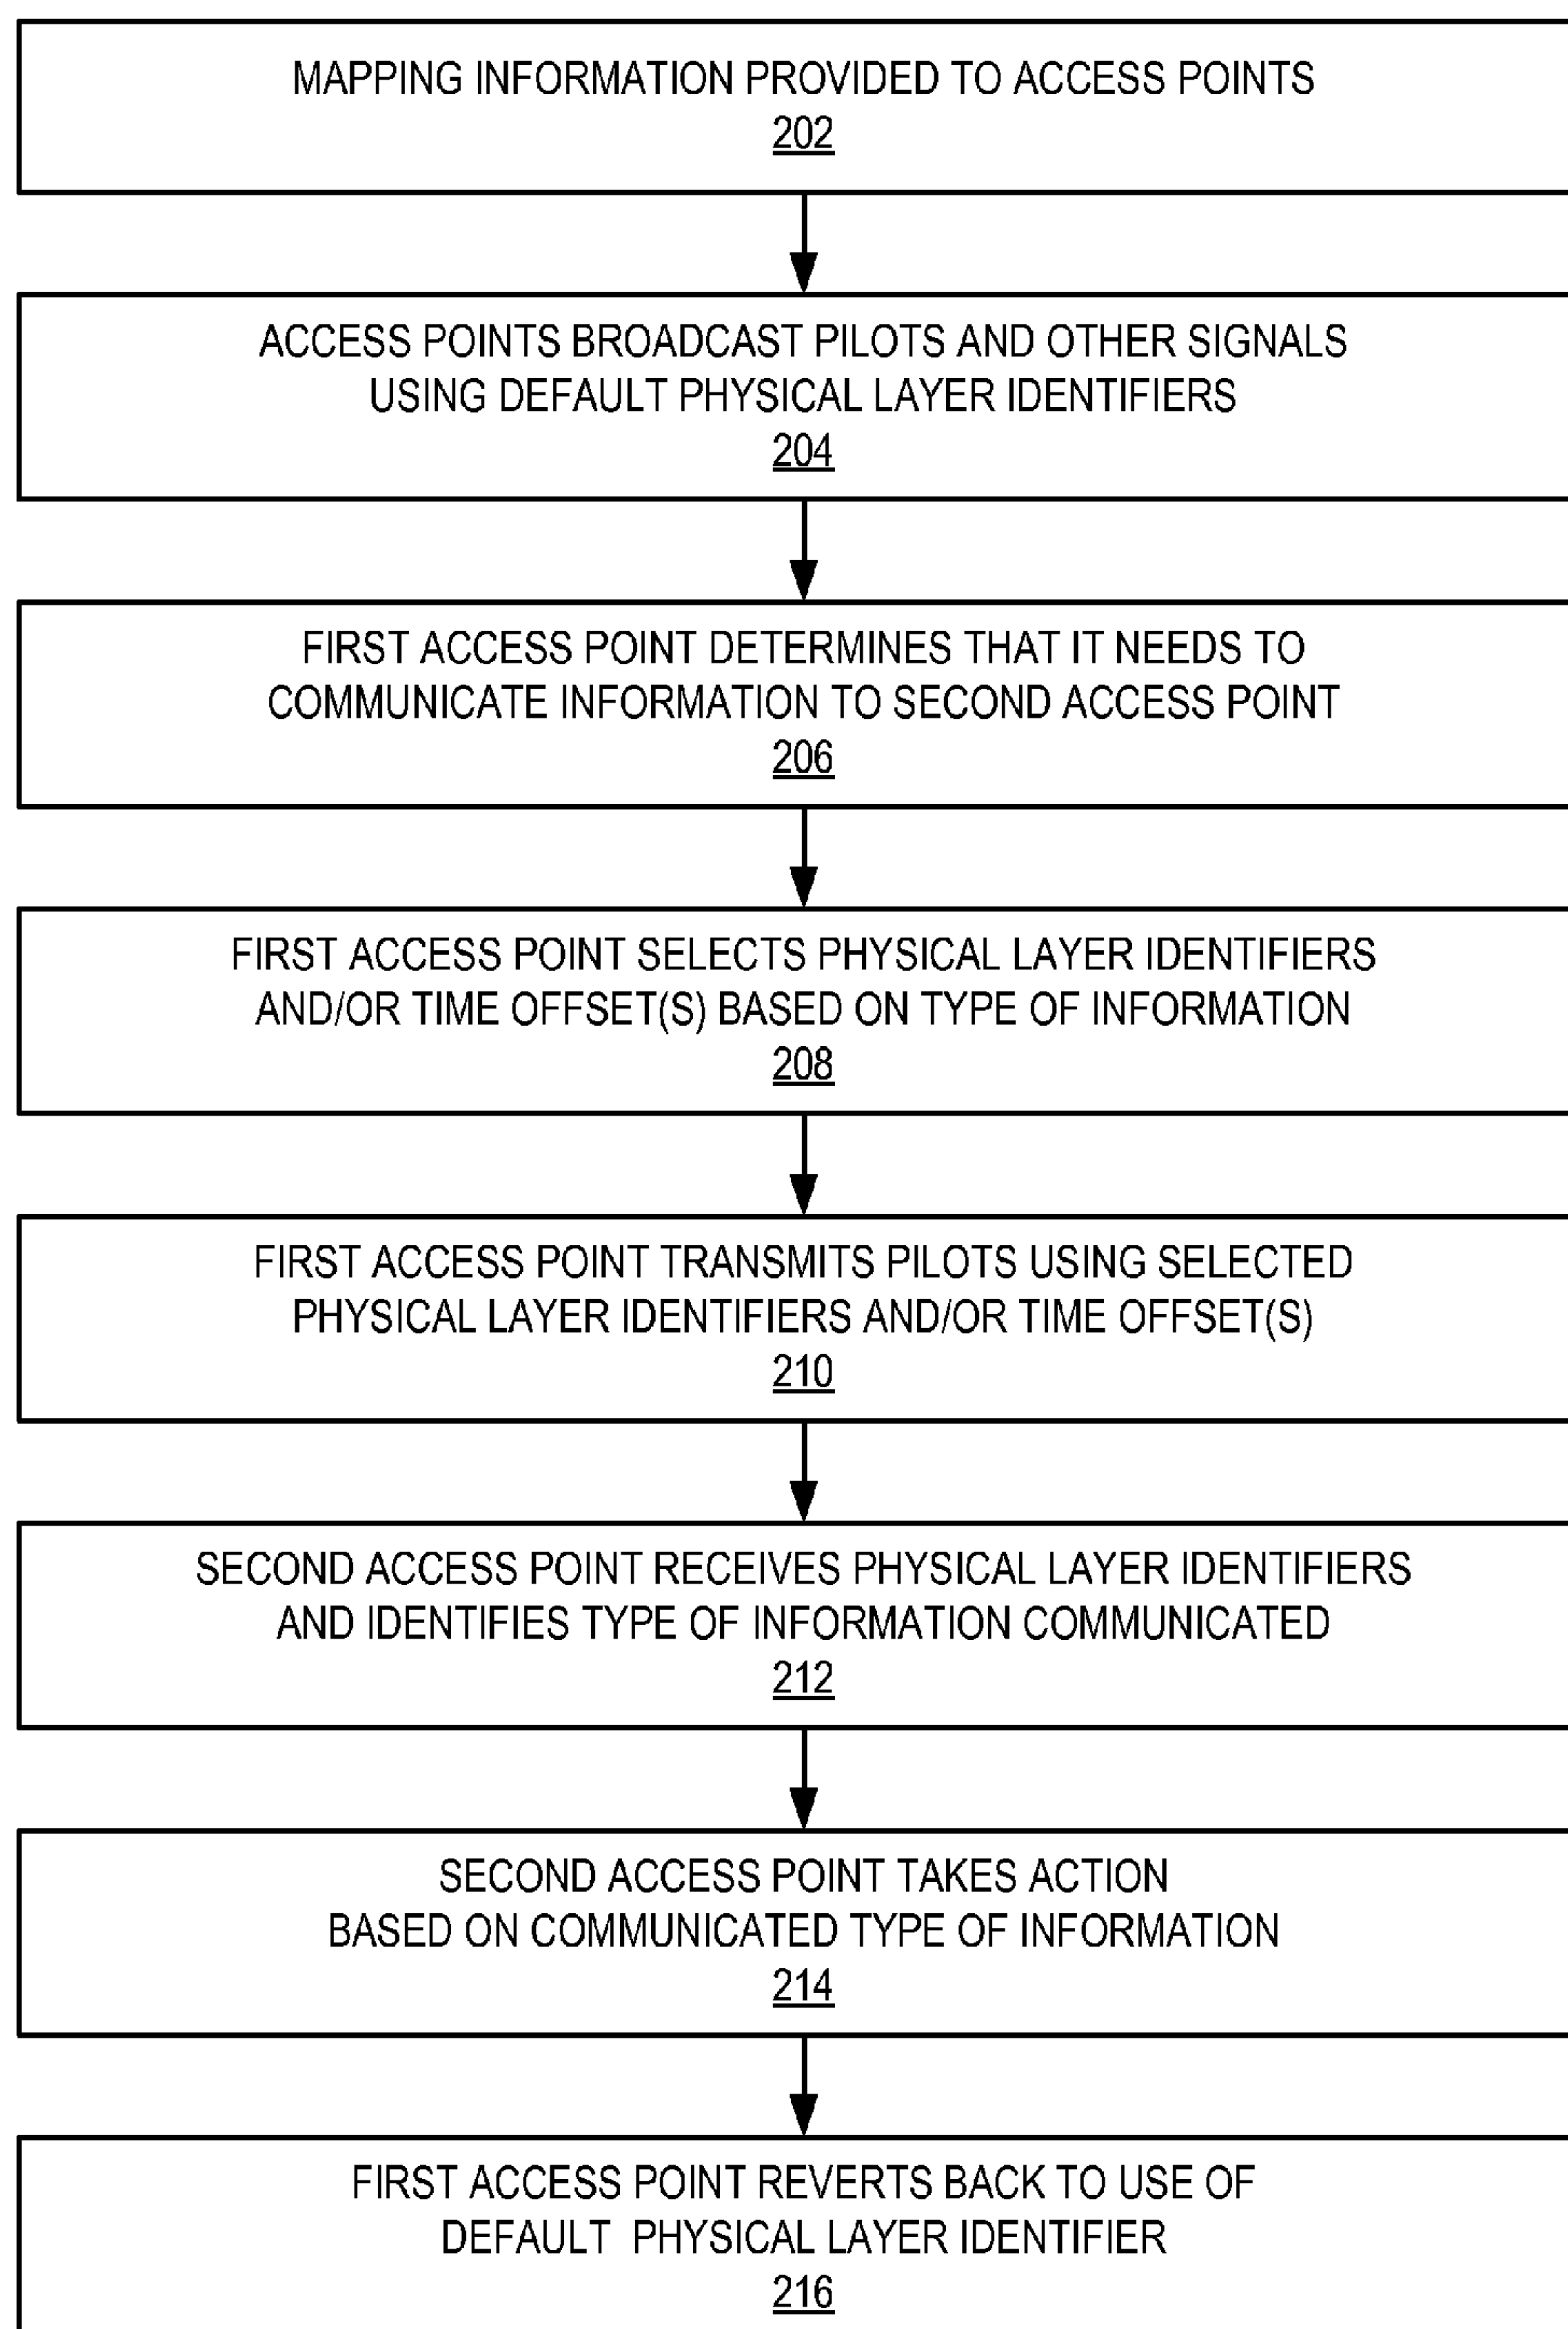 MAPPING INFORMATION PROVIDED TO ACCESS POINTS
202
ACCESS POINTS BROADCAST PILOTS AND OTHER SIGNALS
USING DEFAULT PHYSICAL LAYER IDENTIFIERS
204
FIRST ACCESS POINT DETERMINES THAT IT NEEDS TO
COMMUNICATE INFORMATION TO SECOND ACCESS POINT
206
FIRST ACCESS POINT SELECTS PHYSICAL LAYER IDENTIFIERS
AND/OR TIME OFFSET(S) BASED ON TYPE OF INFORMATION
208
FIRST ACCESS POINT TRANSMITS PILOTS USING SELECTED
PHYSICAL LAYER IDENTIFIERS AND/OR TIME OFFSET(S)
210
SECOND ACCESS POINT RECEIVES PHYSICAL LAYER IDENTIFIERS
AND IDENTIFIES TYPE OF INFORMATION COMMUNICATED
212
SECOND ACCESS POINT TAKES ACTION
BASED ON COMMUNICATED TYPE OF INFORMATION
214
FIRST ACCESS POINT REVERTS BACK TO USE OF
DEFAULT PHYSICAL LAYER IDENTIFIER
216